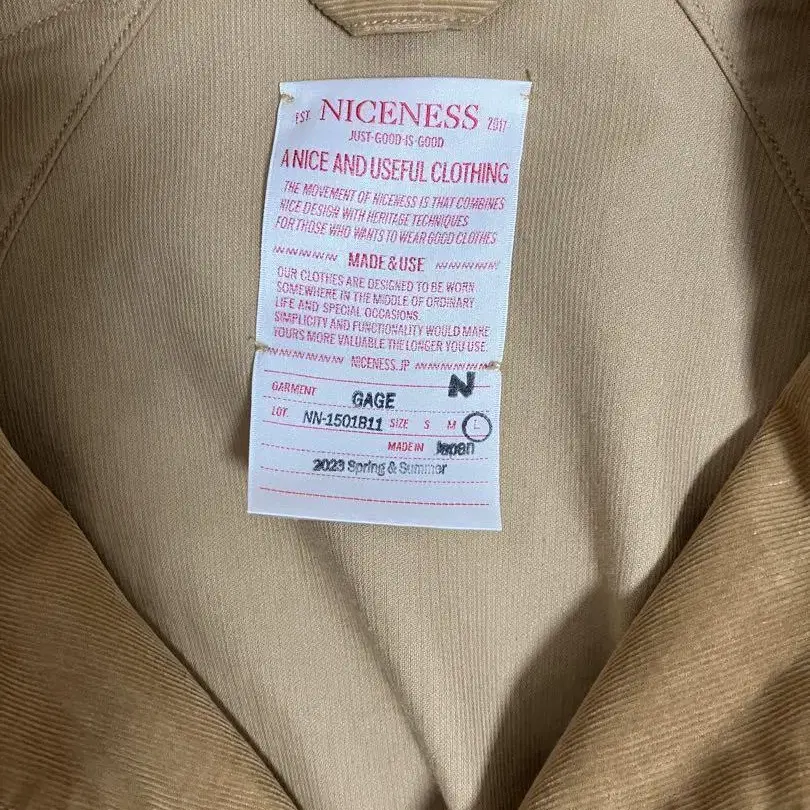 EST. NICENESS 2017
JUST·GOOD·IS·GOOD
A NICE AND USEFUL CLOTHING
THE MOVEMENT OF NICENESS IS THAT COMBINES
NICE DESIGN WITH HERITAGE TECHNIQUES
FOR THOSE WHO WANTS TO WEAR GOOD CLOTHES
MADE & USE
OUR CLOTHES ARE DESIGNED TO BE WORN
SOMEWHERE IN THE MIDDLE OF ORDINARY
LIFE AND SPECIAL OCCASIONS.
SIMPLICITY AND FUNCTIONALITY WOULD MAKE
YOURS MORE VALUABLE THE LONGER YOU USE.
NICENESS.JP
N
GARMENT GAGE
LOT. NN-1501B11 SIZE S M L
MADE IN Japan
2023 Spring & Summer